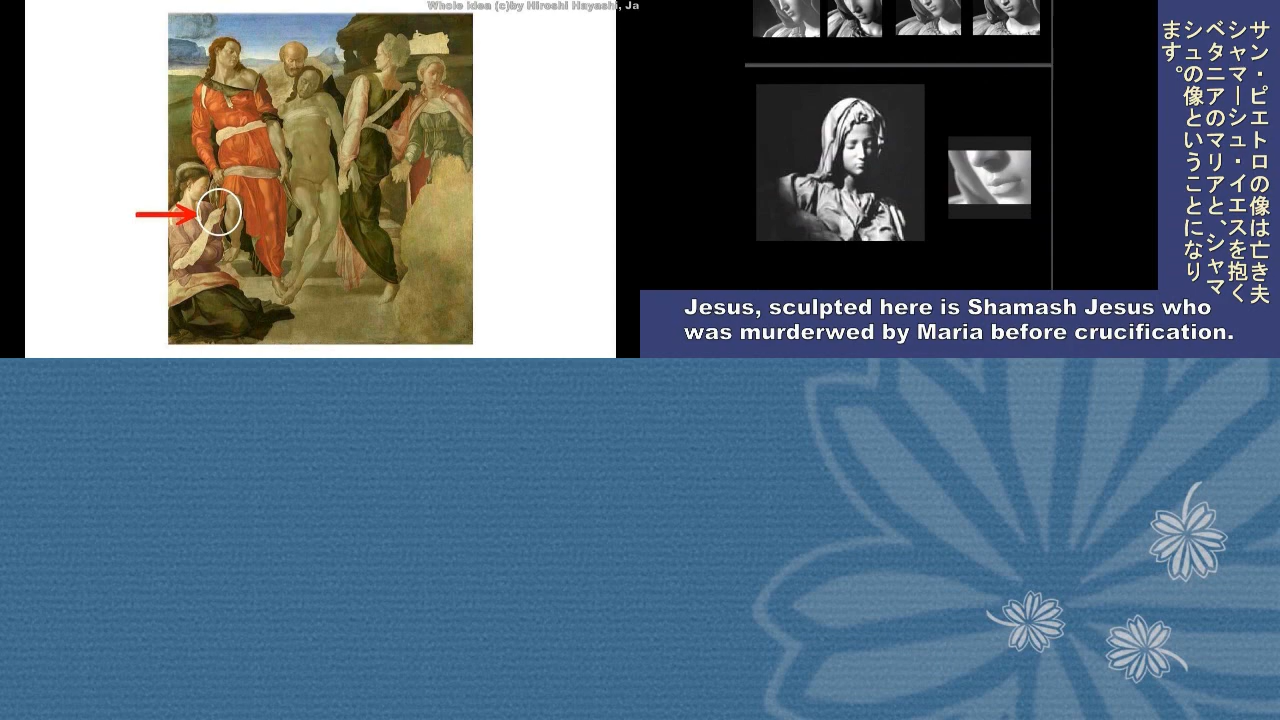 Whole Idea (c)by Hiroshi Hayashi, Ja
サン・ピエトロの像は亡き夫
シャマーシュ・イエスを抱く
ベタニアのマリアと、シャマ
シュの像ということになり
ます。
Jesus, sculpted here is Shamash Jesus who
was murderwed by Maria before crucification.